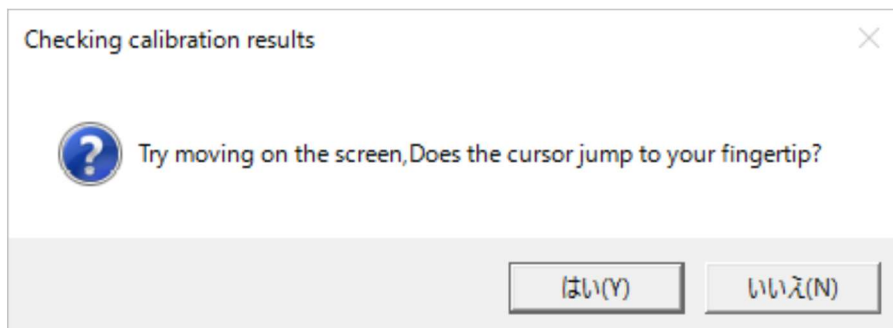 Checking calibration results
Try moving on the screen,Does the cursor jump to your fingertip?
はい(Y)
いいえ(N)